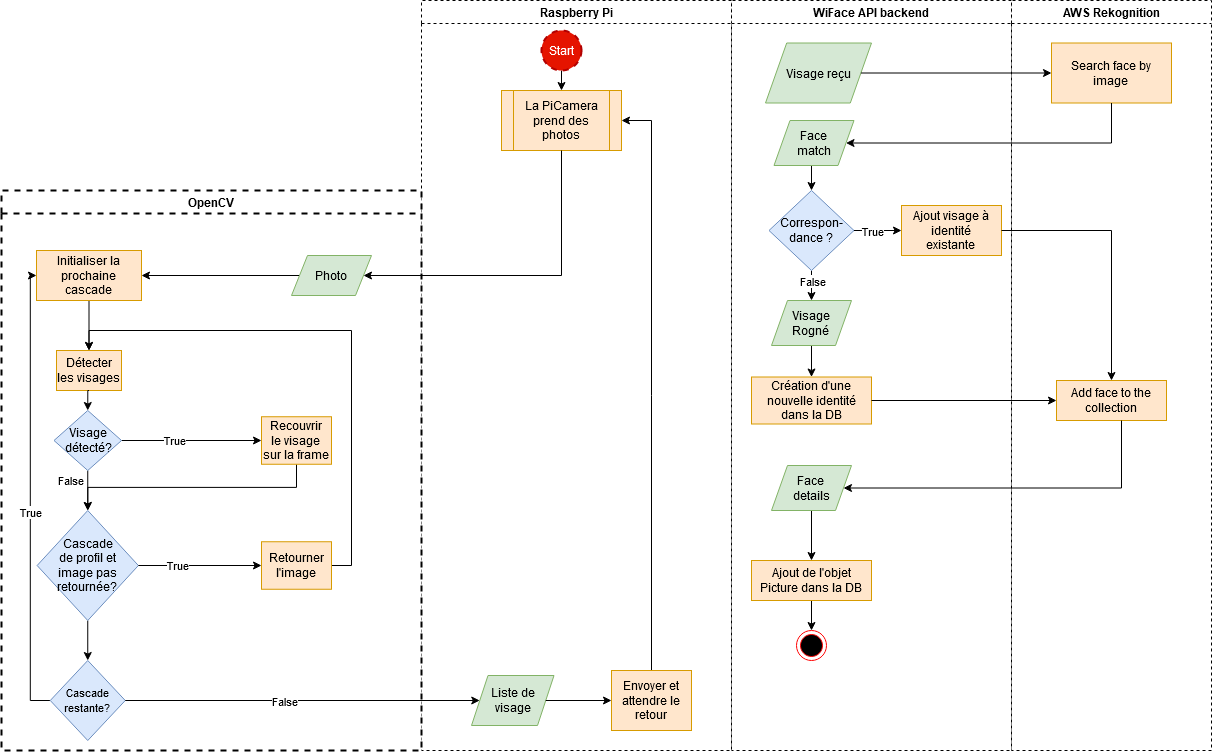 Raspberry Pi
WiFace API backend
AWS Rekognition
Start
La PiCamera
prend des
photos
OpenCV
Initialiser la
prochaine
cascade
Photo
Détecter
les visages
Visage
détecté?
True
Recouvrir
le visage
sur la frame
False
True
Cascade
de profil et
image pas
retournée?
True
Retourner
l'image
Cascade
restante?
False
Liste de
visage
Envoyer et
attendre le
retour
Visage reçu
Search face by
image
Face
match
Correspon-
dance ?
True
Ajout visage à
identité
existante
False
Visage
Rogné
Création d'une
nouvelle identité
dans la DB
Add face to the
collection
Face
details
Ajout de l'objet
Picture dans la DB